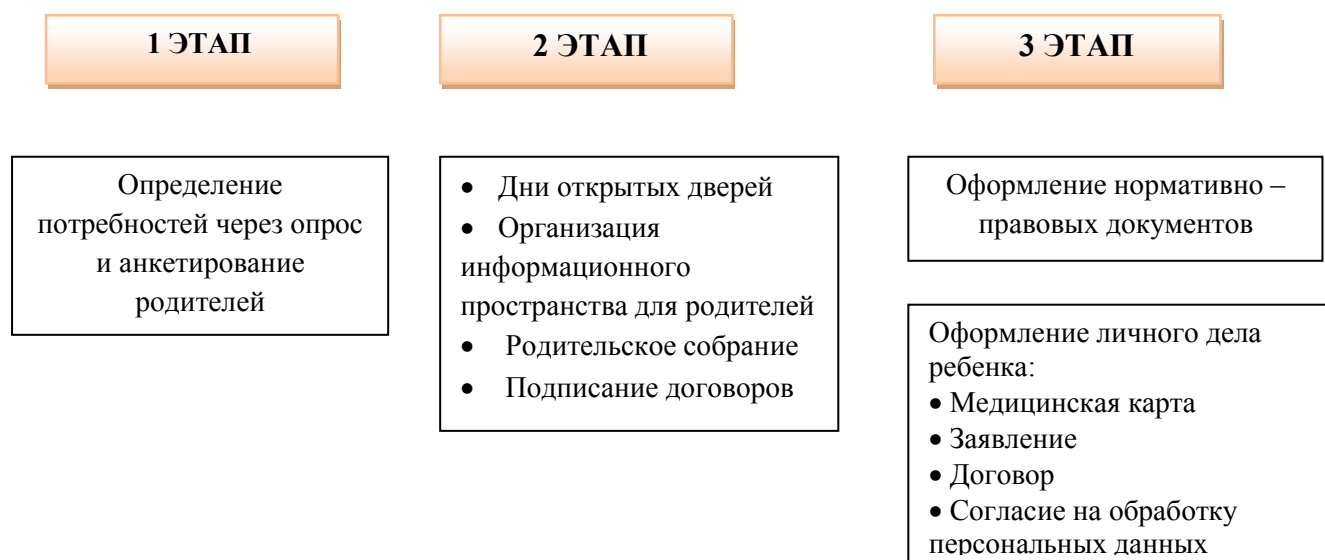 1 ЭТАП
2 ЭТАП
3 ЭТАП
Определение
потребностей через опрос
и анкетирование
родителей
• Дни открытых дверей
• Организация
информационного
пространства для родителей
• Родительское собрание
• Подписание договоров
Оформление нормативно –
правовых документов
Оформление личного дела
ребенка:
• Медицинская карта
• Заявление
• Договор
• Согласие на обработку
персональных данных